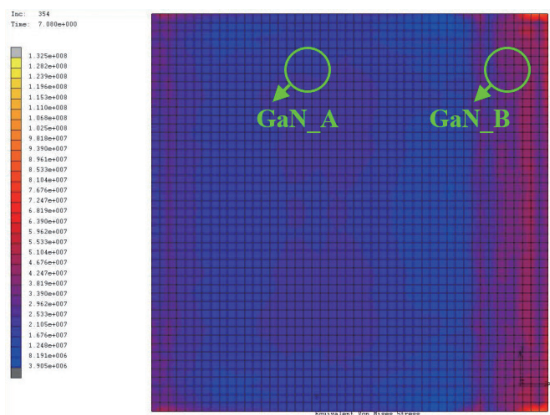 Inc: 354
Time: 7.000e+000
1.325e+008
1.282e+008
1.239e+008
1.196e+008
1.153e+008
1.110e+008
1.068e+008
1.025e+008
9.818e+007
9.390e+007
8.961e+007
8.533e+007
8.104e+007
7.676e+007
7.247e+007
6.819e+007
6.390e+007
5.962e+007
5.533e+007
5.104e+007
4.676e+007
4.247e+007
3.819e+007
3.390e+007
2.962e+007
2.533e+007
2.105e+007
1.676e+007
1.248e+007
8.191e+006
3.905e+006
GaN_A
GaN_B
Equivalent Von Mises Stress